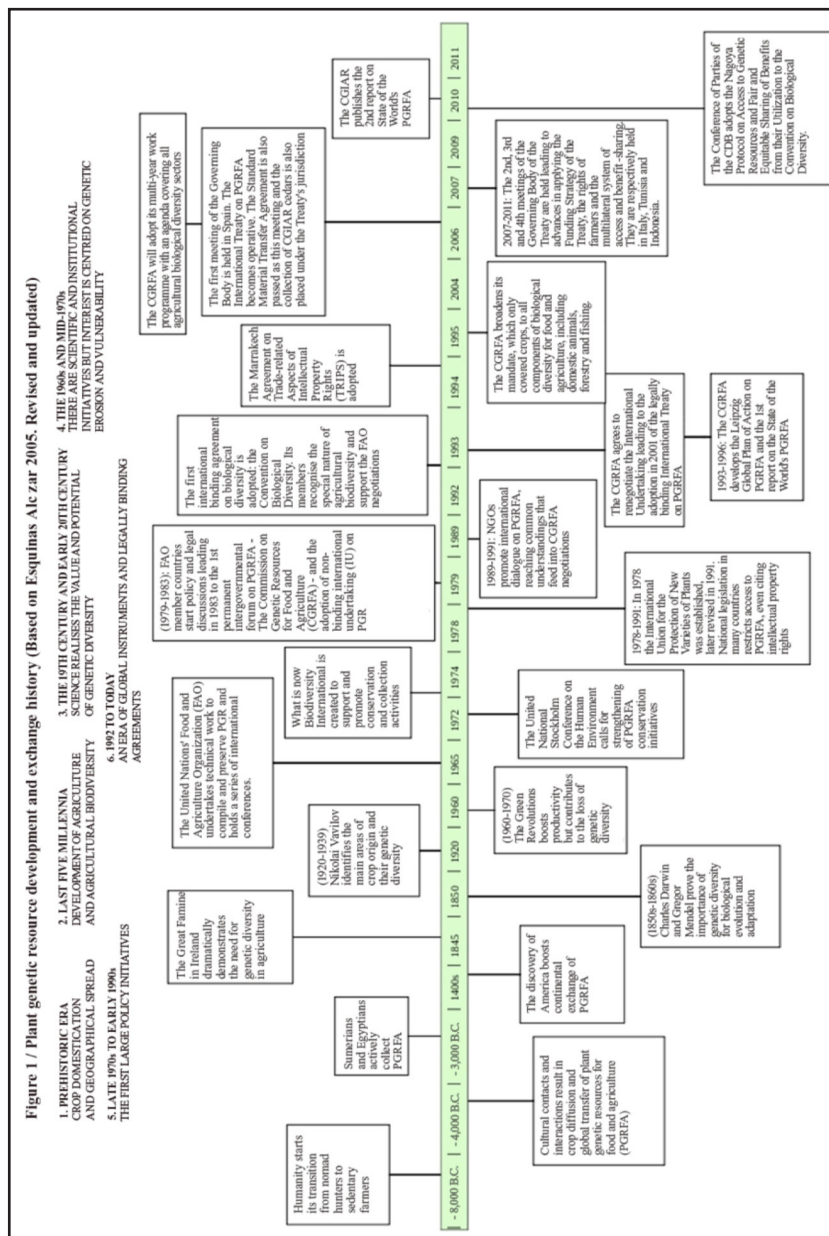 Figure 1 / Plant genetic resource development and exchange history (Based on Esquinas Alc zar 2005. Revised and updated)
1. PREHISTORIC ERA
CROP DOMESTICATION
AND GEOGRAPHICAL SPREAD
2. LAST FIVE MILLENNIA
DEVELOPMENT OF AGRICULTURE
AND AGRICULTURAL BIODIVERSITY
3. THE 19TH CENTURY AND EARLY 20TH CENTURY
SCIENCE REALISES THE VALUE AND POTENTIAL
OF GENETIC DIVERSITY
4. THE 1960s AND MID-1970s
THERE ARE SCIENTIFIC AND INSTITUTIONAL
INITIATIVES BUT INTEREST IS CENTRED ON GENETIC
EROSION AND VULNERABILITY
5. LATE 1970s TO EARLY 1990s
THE FIRST LARGE POLICY INITIATIVES
6. 1992 TO TODAY
AN ERA OF GLOBAL INSTRUMENTS AND LEGALLY BINDING
AGREEMENTS
Humanity starts
its transition
from nomad
hunters to
sedentary
farmers
Sumerians
and Egyptians
actively
collect
PGRFA
The Great Famine
in Ireland
dramatically
demonstrates
the need for
genetic diversity
in agriculture
(1920-1939)
Nikolai Vavilov
identifies the
main areas of
crop origin and
their genetic
diversity
The United Nations' Food and
Agriculture Organization (FAO)
undertakes technical work to
compile and preserve PGR and
holds a series of international
conferences.
What is now
Biodiversity
International is
created to
support and
promote
conservation
and collection
activities
(1979-1983): FAO
member countries
start policy and legal
discussions leading
in 1983 to the 1st
permanent
intergovernmental
forum on PGRFA -
The Commission on
Genetic Resources
for Food and
Agriculture
(CGRFA) - and the
adoption of non-
binding international
undertaking (IU) on
PGR
The first
international
binding agreement
on biological
diversity is
adopted: the
Convention on
Biological
Diversity. Its
members
recognise the
special nature of
agricultural
biodiversity and
support the FAO
negotiations
The Marrakech
Agreement on
Trade-related
Aspects of
Intellectual
Property
Rights
(TRIPS) is
adopted
The CGRFA will adopt its multi-year work
programme with an agenda covering all
agricultural biological diversity sectors
The first meeting of the Governing
Body is held in Spain. The
International Treaty on PGRFA
becomes operative. The Standard
Material Transfer Agreement is also
passed as this meeting and the
collection of CGIAR cedars is also
placed under the Treaty's jurisdiction
The CGIAR
publishes the
2nd report on
State of the
World's
PGRFA
- 8,000 B.C. | - 4,000 B.C. | - 3,000 B.C. | 1400s | 1845 | 1850 | 1920 | 1960 | 1965 | 1972 | 1974 | 1978 | 1979 | 1989 | 1992 | 1993 | 1994 | 1995 | 2004 | 2006 | 2007 | 2009 | 2010 | 2011
Cultural contacts and
interactions result in
crop diffusion and
global transfer of plant
genetic resources for
food and agriculture
(PGRFA)
The discovery of
America boosts
continental
exchange of
PGRFA
(1850s-1860s)
Charles Darwin
and Gregor
Mendel prove the
importance of
genetic diversity
for biological
evolution and
adaptation
(1960-1970)
The Green
Revolutions
boosts
productivity
but contributes
to the loss of
genetic
diversity
The United
National
Stockholm
Conference on
the Human
Environment
calls for
strengthening
of PGRFA
conservation
initiatives
1978-1991: In 1978
the International
Union for the
Protection of New
Varieties of Plants
was established,
later revised in 1991.
National legislation in
many countries
restricts access to
PGRFA, even citing
intellectual property
rights
1989-1991: NGOs
promote international
dialogue on PGRFA,
reaching common
understandings that
feed into CGRFA
negotiations
The CGRFA agrees to
renegotiate the International
Undertaking leading to the
adoption in 2001 of the legally
binding International Treaty
on PGRFA
1993-1996: The CGRFA
develops the Leipzig
Global Plan of Action on
PGRFA and the 1st
report on the State of the
World's PGRFA
The CGRFA broadens its
mandate, which only
covered crops, to all
components of biological
diversity for food and
agriculture, including
domestic animals,
forestry and fishing.
2007-2011: The 2nd, 3rd
and 4th meetings of the
Governing Body of the
Treaty are held leading to
advances in applying the
Funding Strategy of the
Treaty, the rights of
farmers and the
multilateral system of
access and benefit -sharing.
They are respectively held
in Italy, Tunisia and
Indonesia.
The Conference of Parties of
the CDB adopts the Nagoya
Protocol on Access to Genetic
Resources and Fair and
Equitable Sharing of Benefits
from their Utilization to the
Convention on Biological
Diversity.